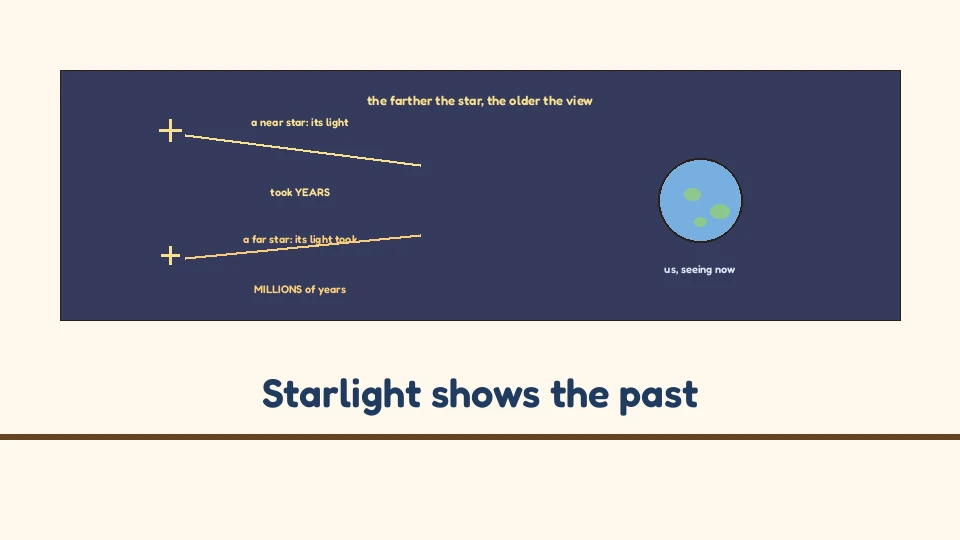 the farther the star, the older the view
a near star: its light
took YEARS
a far star: its light took
MILLIONS of years
us, seeing now
Starlight shows the past